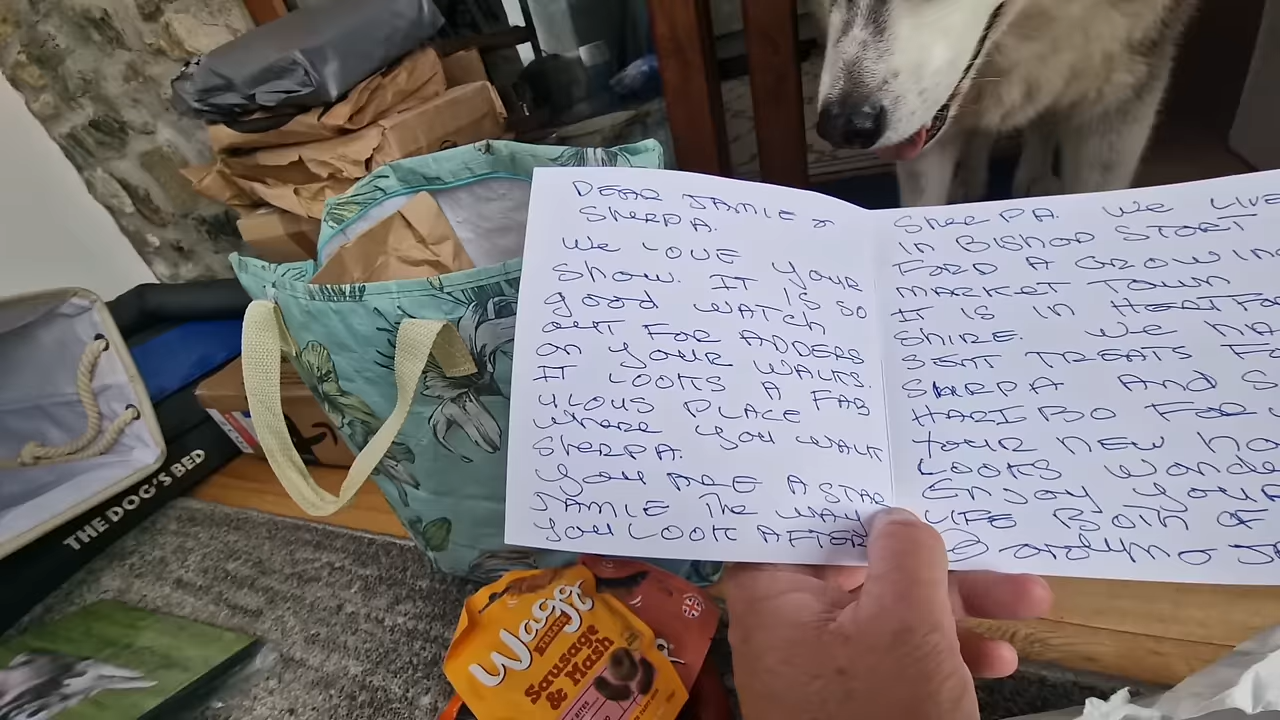 DEAR JAMIE &
SHERPA.
WE LOVE YOUR
SHOW. IT IS SO
GOOD WATCH
OUT FOR ADDERS
ON YOUR WALKS.
IT LOOKS A FAB
ULOUS PLACE
WHERE YOU WALK
SHERPA.
YOU ARE A STAR
JAMIE THE WAY
YOU LOOK AFTER
SHERPA. WE LIVE
IN BISHOP STORT
FORD A GROWING
MARKET TOWN
IT IS IN HERTFOR
SHIRE. WE HA
SENT TREATS FO
SHERPA AND S
HARIBO FOR
YOUR NEW HO
LOOKS WONDE
ENJOY YOUR
LIFE BOTH OF
THE DOG'S BED
Wagg
TREATS
Sausage
& Mash